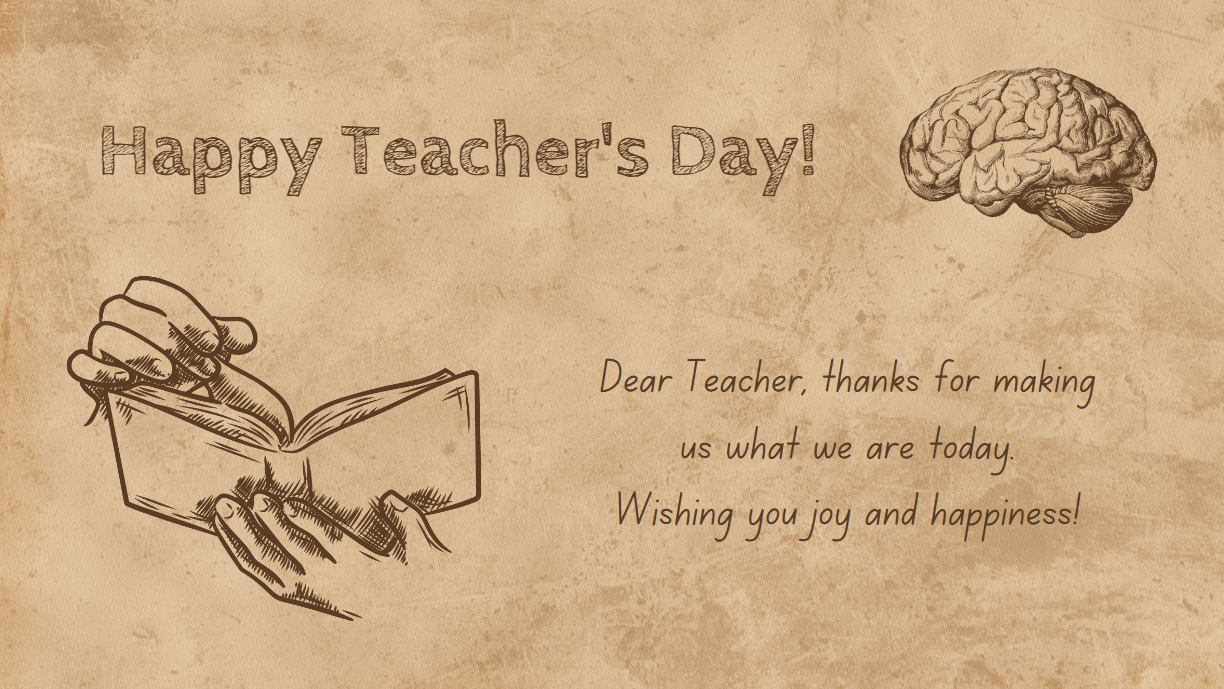 Happy Teacher's Day!
Dear Teacher, thanks for making
us what we are today.
Wishing you joy and happiness!